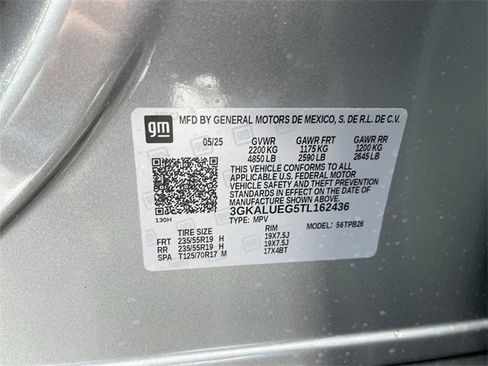 gm
MFD BY GENERAL MOTORS DE MEXICO, S. DE R.L. DE C.V.
05/25 GVWR GAWR FRT GAWR RR
2200 KG 1175 KG 1200 KG
4850 LB 2590 LB 2645 LB
THIS VEHICLE CONFORMS TO ALL
APPLICABLE U.S. FEDERAL MOTOR
VEHICLE SAFETY AND THEFT PREVENTION
STANDARDS IN EFFECT ON THE DATE OF
3GKALUEG5TL162436
130H TYPE: MPV MODEL: 56TPB26
TIRE SIZE RIM
FRT 235/55R19 H 19X7.5J
RR 235/55R19 H 19X7.5J
SPA T125/70R17 M 17X4BT